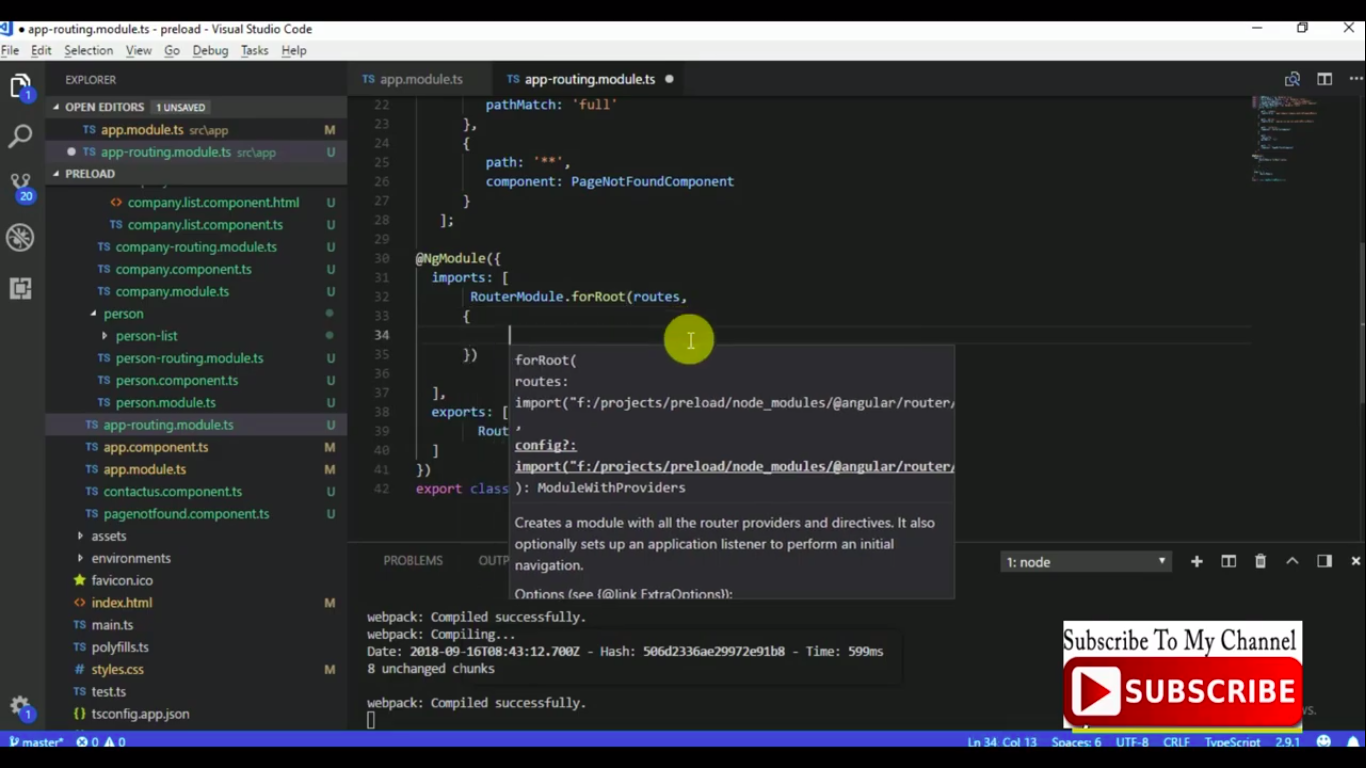 app-routing.module.ts - preload - Visual Studio Code
File Edit Selection View Go Debug Tasks Help
EXPLORER
TS app.module.ts
TS app-routing.module.ts
1
OPEN EDITORS 1 UNSAVED
TS app.module.ts src\app M
TS app-routing.module.ts src\app U
PRELOAD
20
company.list.component.html U
TS company.list.component.ts U
TS company-routing.module.ts U
TS company.component.ts U
TS company.module.ts U
person
person-list
TS person-routing.module.ts U
TS person.component.ts U
TS person.module.ts U
TS app-routing.module.ts U
TS app.component.ts M
TS app.module.ts M
TS contactus.component.ts U
TS pagenotfound.component.ts U
assets
environments
favicon.ico
<> index.html M
TS main.ts
TS polyfills.ts
# styles.css M
TS test.ts
{} tsconfig.app.json
1
22 pathMatch: 'full'
23 },
24 {
25 path: '**',
26 component: PageNotFoundComponent
27 }
28 ];
29
30 @NgModule({
31 imports: [
32 RouterModule.forRoot(routes,
33 {
34
35 })
36
37 ],
38 exports: [
39 Rout
40 ]
41 })
42 export class
forRoot(
routes:
import("f:/projects/preload/node_modules/@angular/router/
,
config?:
import("f:/projects/preload/node_modules/@angular/router/
): ModuleWithProviders
Creates a module with all the router providers and directives. It also
optionally sets up an application listener to perform an initial
navigation.
Options (see {@link ExtraOptions}):
PROBLEMS OUTP
1: node
webpack: Compiled successfully.
webpack: Compiling...
Date: 2018-09-16T08:43:12.700Z - Hash: 506d2336ae29972e91b8 - Time: 599ms
8 unchanged chunks
webpack: Compiled successfully.
Subscribe To My Channel
SUBSCRIBE
ws.
master* 0 0 Ln 34, Col 13 Spaces: 6 UTF-8 CRLF TypeScript 2.9.1